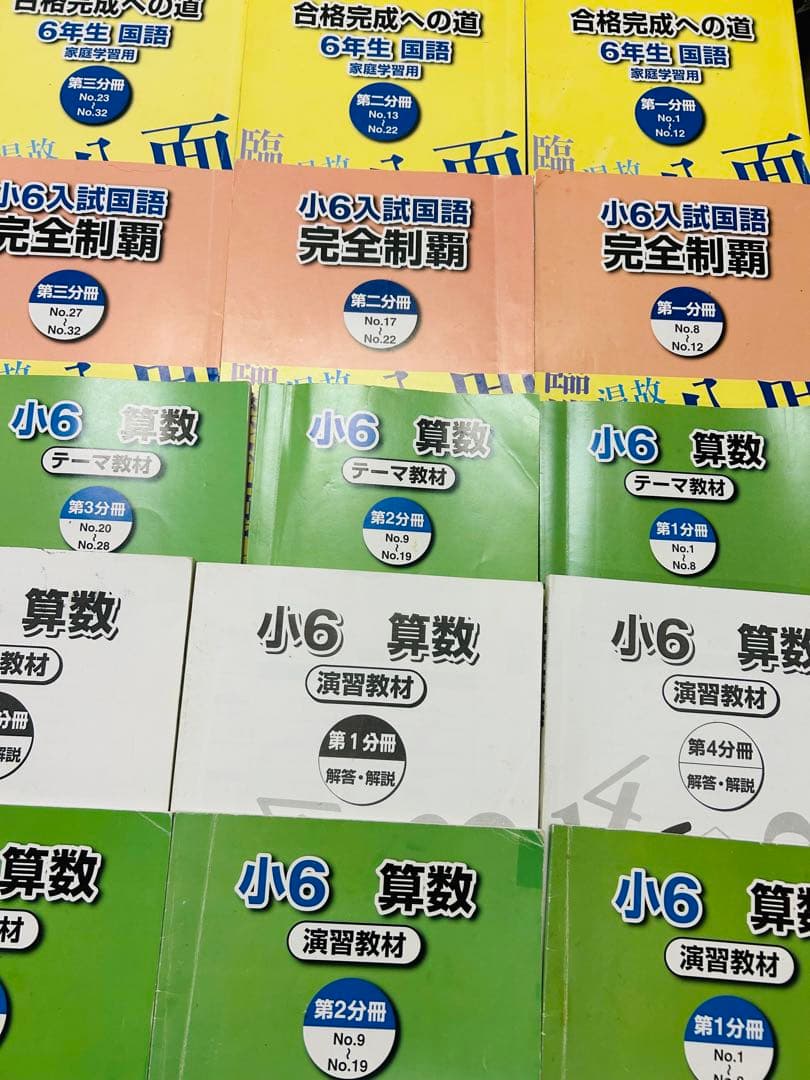 合格完成への道
6年生 国語
家庭学習用
第三分冊
No.23
〜
No.32
面
合格完成への道
6年生 国語
家庭学習用
第二分冊
No.13
〜
No.22
臨
温故
面
合格完成への道
6年生 国語
家庭学習用
第一分冊
No.1
〜
No.12
臨
温故
面
小6入試国語
完全制覇
第三分冊
No.27
〜
No.32
小6入試国語
完全制覇
第二分冊
No.17
〜
No.22
小6入試国語
完全制覇
第一分冊
No.8
〜
No.12
小6 算数
テーマ教材
第3分冊
No.20
〜
No.28
小6 算数
テーマ教材
第2分冊
No.9
〜
No.19
小6 算数
テーマ教材
第1分冊
No.1
〜
No.8
算数
教材
分冊
解説
小6 算数
演習教材
第1分冊
解答・解説
小6 算数
演習教材
第4分冊
解答・解説
算数
材
小6 算数
演習教材
第2分冊
No.9
〜
No.19
小6 算数
演習教材
第1分冊
No.1
〜